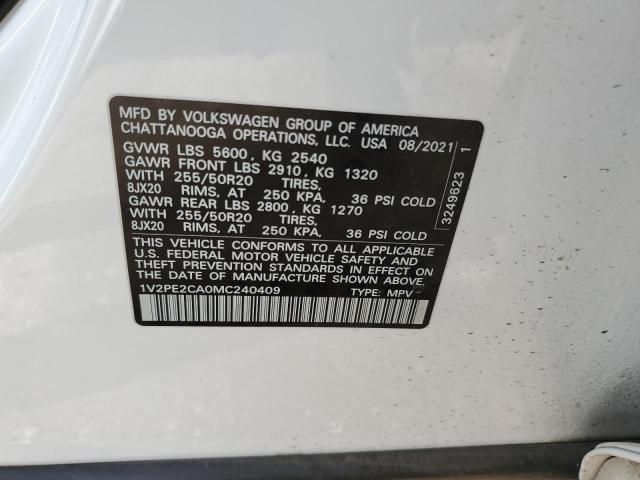 MFD BY VOLKSWAGEN GROUP OF AMERICA
CHATTANOOGA OPERATIONS, LLC. USA 08/2021
GVWR LBS 5600, KG 2540
GAWR FRONT LBS 2910, KG 1320
WITH 255/50R20 TIRES,
8JX20 RIMS, AT 250 KPA, 36 PSI COLD
GAWR REAR LBS 2800, KG 1270
WITH 255/50R20 TIRES,
8JX20 RIMS, AT 250 KPA, 36 PSI COLD
THIS VEHICLE CONFORMS TO ALL APPLICABLE
U.S. FEDERAL MOTOR VEHICLE SAFETY, BUMPER, AND
THEFT PREVENTION STANDARDS IN EFFECT ON
THE DATE OF MANUFACTURE SHOWN ABOVE.
1V2PE2CA0MC240409 TYPE: MPV
3249623 1